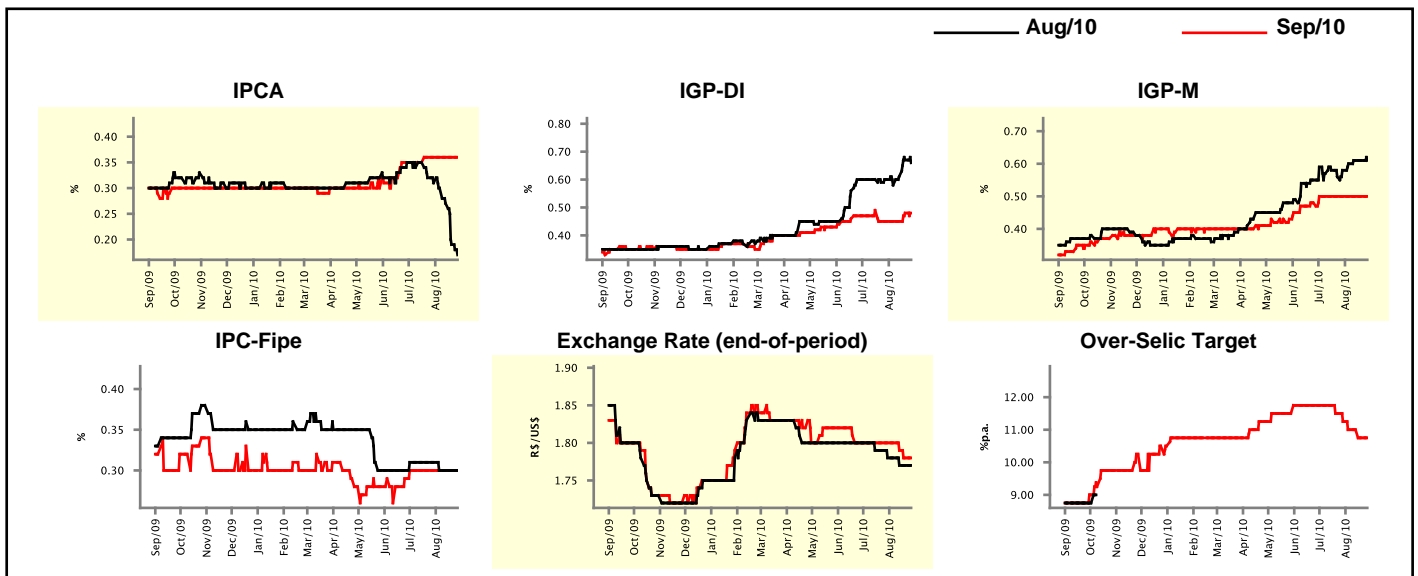 Aug/10 Sep/10
IPCA
%
0.40
0.35
0.30
0.25
0.20
Sep/09 Oct/09 Nov/09 Dec/09 Jan/10 Feb/10 Mar/10 Apr/10 May/10 Jun/10 Jul/10 Aug/10
IGP-DI
%
0.80
0.70
0.60
0.50
0.40
Sep/09 Oct/09 Nov/09 Dec/09 Jan/10 Feb/10 Mar/10 Apr/10 May/10 Jun/10 Jul/10 Aug/10
IGP-M
%
0.70
0.60
0.50
0.40
Sep/09 Oct/09 Nov/09 Dec/09 Jan/10 Feb/10 Mar/10 Apr/10 May/10 Jun/10 Jul/10 Aug/10
IPC-Fipe
%
0.40
0.35
0.30
Sep/09 Oct/09 Nov/09 Dec/09 Jan/10 Feb/10 Mar/10 Apr/10 May/10 Jun/10 Jul/10 Aug/10
Exchange Rate (end-of-period)
R$/US$
1.90
1.85
1.80
1.75
Sep/09 Oct/09 Nov/09 Dec/09 Jan/10 Feb/10 Mar/10 Apr/10 May/10 Jun/10 Jul/10 Aug/10
Over-Selic Target
%p.a.
12.00
11.00
10.00
9.00
Sep/09 Oct/09 Nov/09 Dec/09 Jan/10 Feb/10 Mar/10 Apr/10 May/10 Jun/10 Jul/10 Aug/10